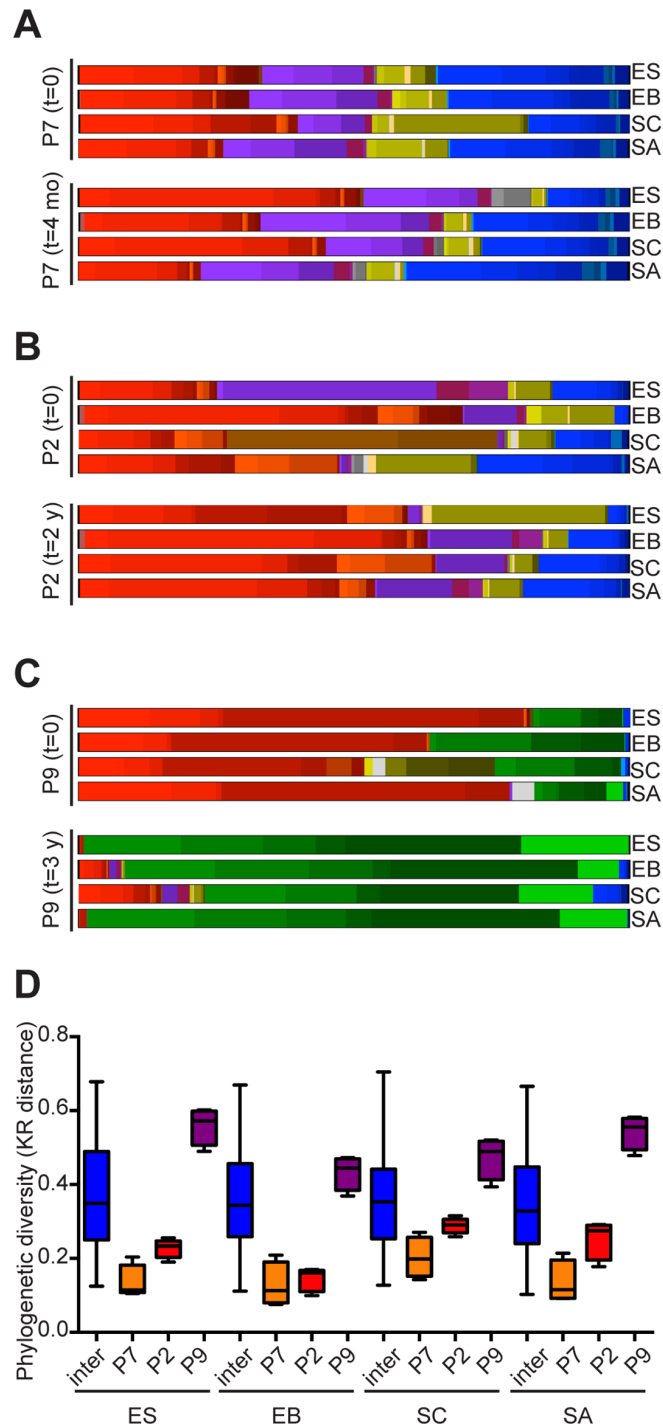 A
P7 (t=0)
ES
EB
SC
SA
P7 (t=4 mo)
ES
EB
SC
SA
B
P2 (t=0)
ES
EB
SC
SA
P2 (t=2 y)
ES
EB
SC
SA
C
P9 (t=0)
ES
EB
SC
SA
P9 (t=3 y)
ES
EB
SC
SA
D
Phylogenetic diversity (KR distance)
0.8
0.6
0.4
0.2
0.0
inter P7 P2 P9 inter P7 P2 P9 inter P7 P2 P9 inter P7 P2 P9
ES EB SC SA